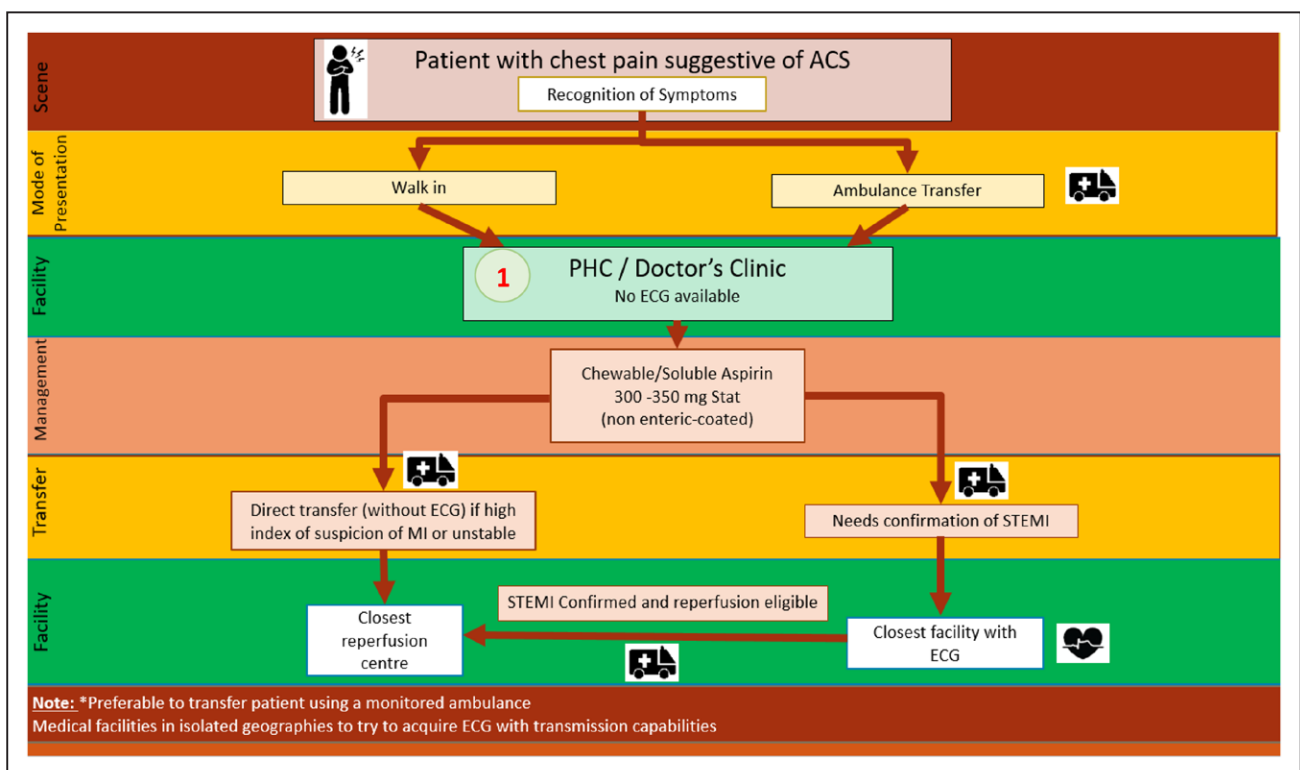 Scene
Patient with chest pain suggestive of ACS
Recognition of Symptoms
Mode of
Presentation
Walk in
Ambulance Transfer
Facility
1
PHC / Doctor's Clinic
No ECG available
Management
Chewable/Soluble Aspirin
300 -350 mg Stat
(non enteric-coated)
Transfer
Direct transfer (without ECG) if high
index of suspicion of MI or unstable
Needs confirmation of STEMI
Facility
STEMI Confirmed and reperfusion eligible
Closest
reperfusion
centre
Closest facility with
ECG
Note: *Preferable to transfer patient using a monitored ambulance
Medical facilities in isolated geographies to try to acquire ECG with transmission capabilities